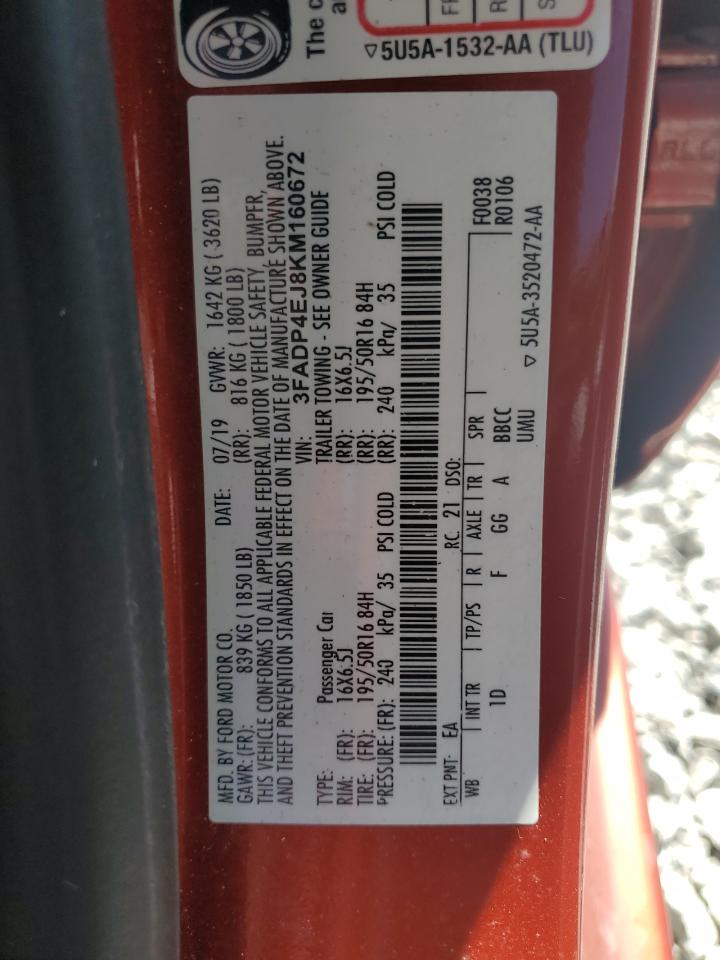 The c
a
FR
R
S
▽5U5A-1532-AA (TLU)
MFD. BY FORD MOTOR CO. DATE: 07/19 GVWR: 1642 KG ( 3620 LB)
GAWR: (FR): 839 KG ( 1850 LB) (RR): 816 KG ( 1800 LB)
THIS VEHICLE CONFORMS TO ALL APPLICABLE FEDERAL MOTOR VEHICLE SAFETY, BUMPER,
AND THEFT PREVENTION STANDARDS IN EFFECT ON THE DATE OF MANUFACTURE SHOWN ABOVE.
VIN: 3FADP4EJ8KM160672
TYPE: Passenger Car TRAILER TOWING - SEE OWNER GUIDE
RIM: (FR): 16X6.5J (RR): 16X6.5J
TIRE: (FR): 195/50R16 84H (RR): 195/50R16 84H
PRESSURE: (FR): 240 kPa/ 35 PSI COLD (RR): 240 kPa/ 35 PSI COLD
EXT PNT: EA RC: 21 DSO: F0038
WB INT TR TP/PS R AXLE TR SPR R0106
1D F GG A BBCC
UMU
▽ 5U5A-3520472-AA